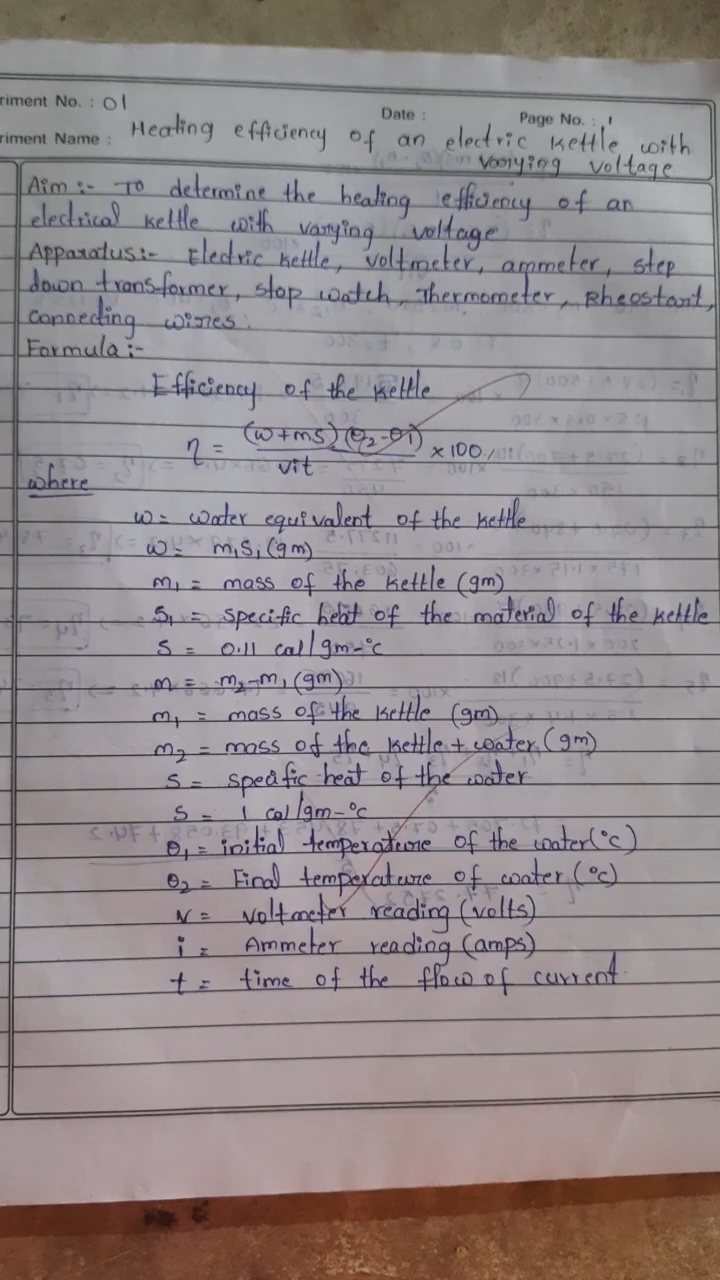 riment No. : 01
Date :
Page No. : 1
riment Name : Heating efficiency of an electric kettle with
varying voltage
Aim :- To determine the heating efficiency of an
electrical kettle with varying voltage
Apparatus:- Electric kettle, voltmeter, ammeter, step
down transformer, stop watch, Thermometer, Rheostant,
connecting wires.
Formula :-
Efficiency of the kettle
η = (w+ms)(θ2-θ1) / vit × 100
where
w = water equivalent of the kettle
w = m1s1 (gm)
m1 = mass of the kettle (gm)
S1 = specific heat of the material of the kettle
S = 0.11 cal/gm-°c
m = m2-m1 (gm)
m1 = mass of the kettle (gm)
m2 = mass of the kettle + water (gm)
S = specific heat of the water
S = 1 cal/gm-°c
θ1 = initial temperature of the water (°c)
θ2 = Final temperature of water (°c)
v = voltmeter reading (volts)
i = Ammeter reading (amps)
t = time of the flow of current.